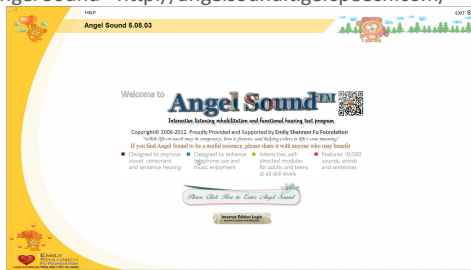 HELP
EXIT
Angel Sound 5.08.03
Welcome to
Angel Sound™
Interactive listening rehabilitation and functional hearing test program
Copyright© 2006-2012. Proudly Provided and Supported by Emily Shannon Fu Foundation
"While life on earth may be temporary, love is forever, and helping others is life's true meaning"
If you find Angel Sound to be a useful resource, please share it with anyone who may benefit
Designed to improve vowel, consonant and sentence hearing
Designed to enhance telephone use and music enjoyment
Interactive, self-directed modules for adults and teens at all skill levels
Features 10,000 sounds, words and sentences
Please Click Here to Enter Angel Sound
Internet Edition Login
EMILY
SHANNON
FU FOUNDATION